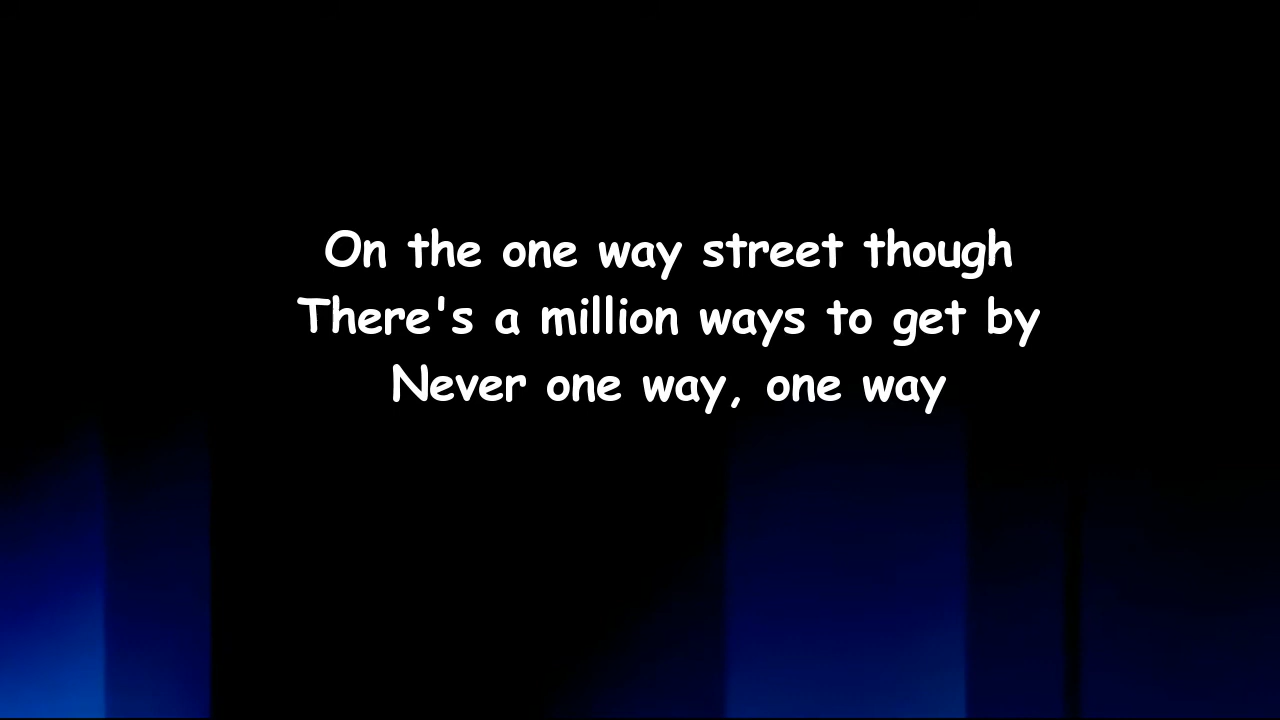 On the one way street though
There's a million ways to get by
Never one way, one way